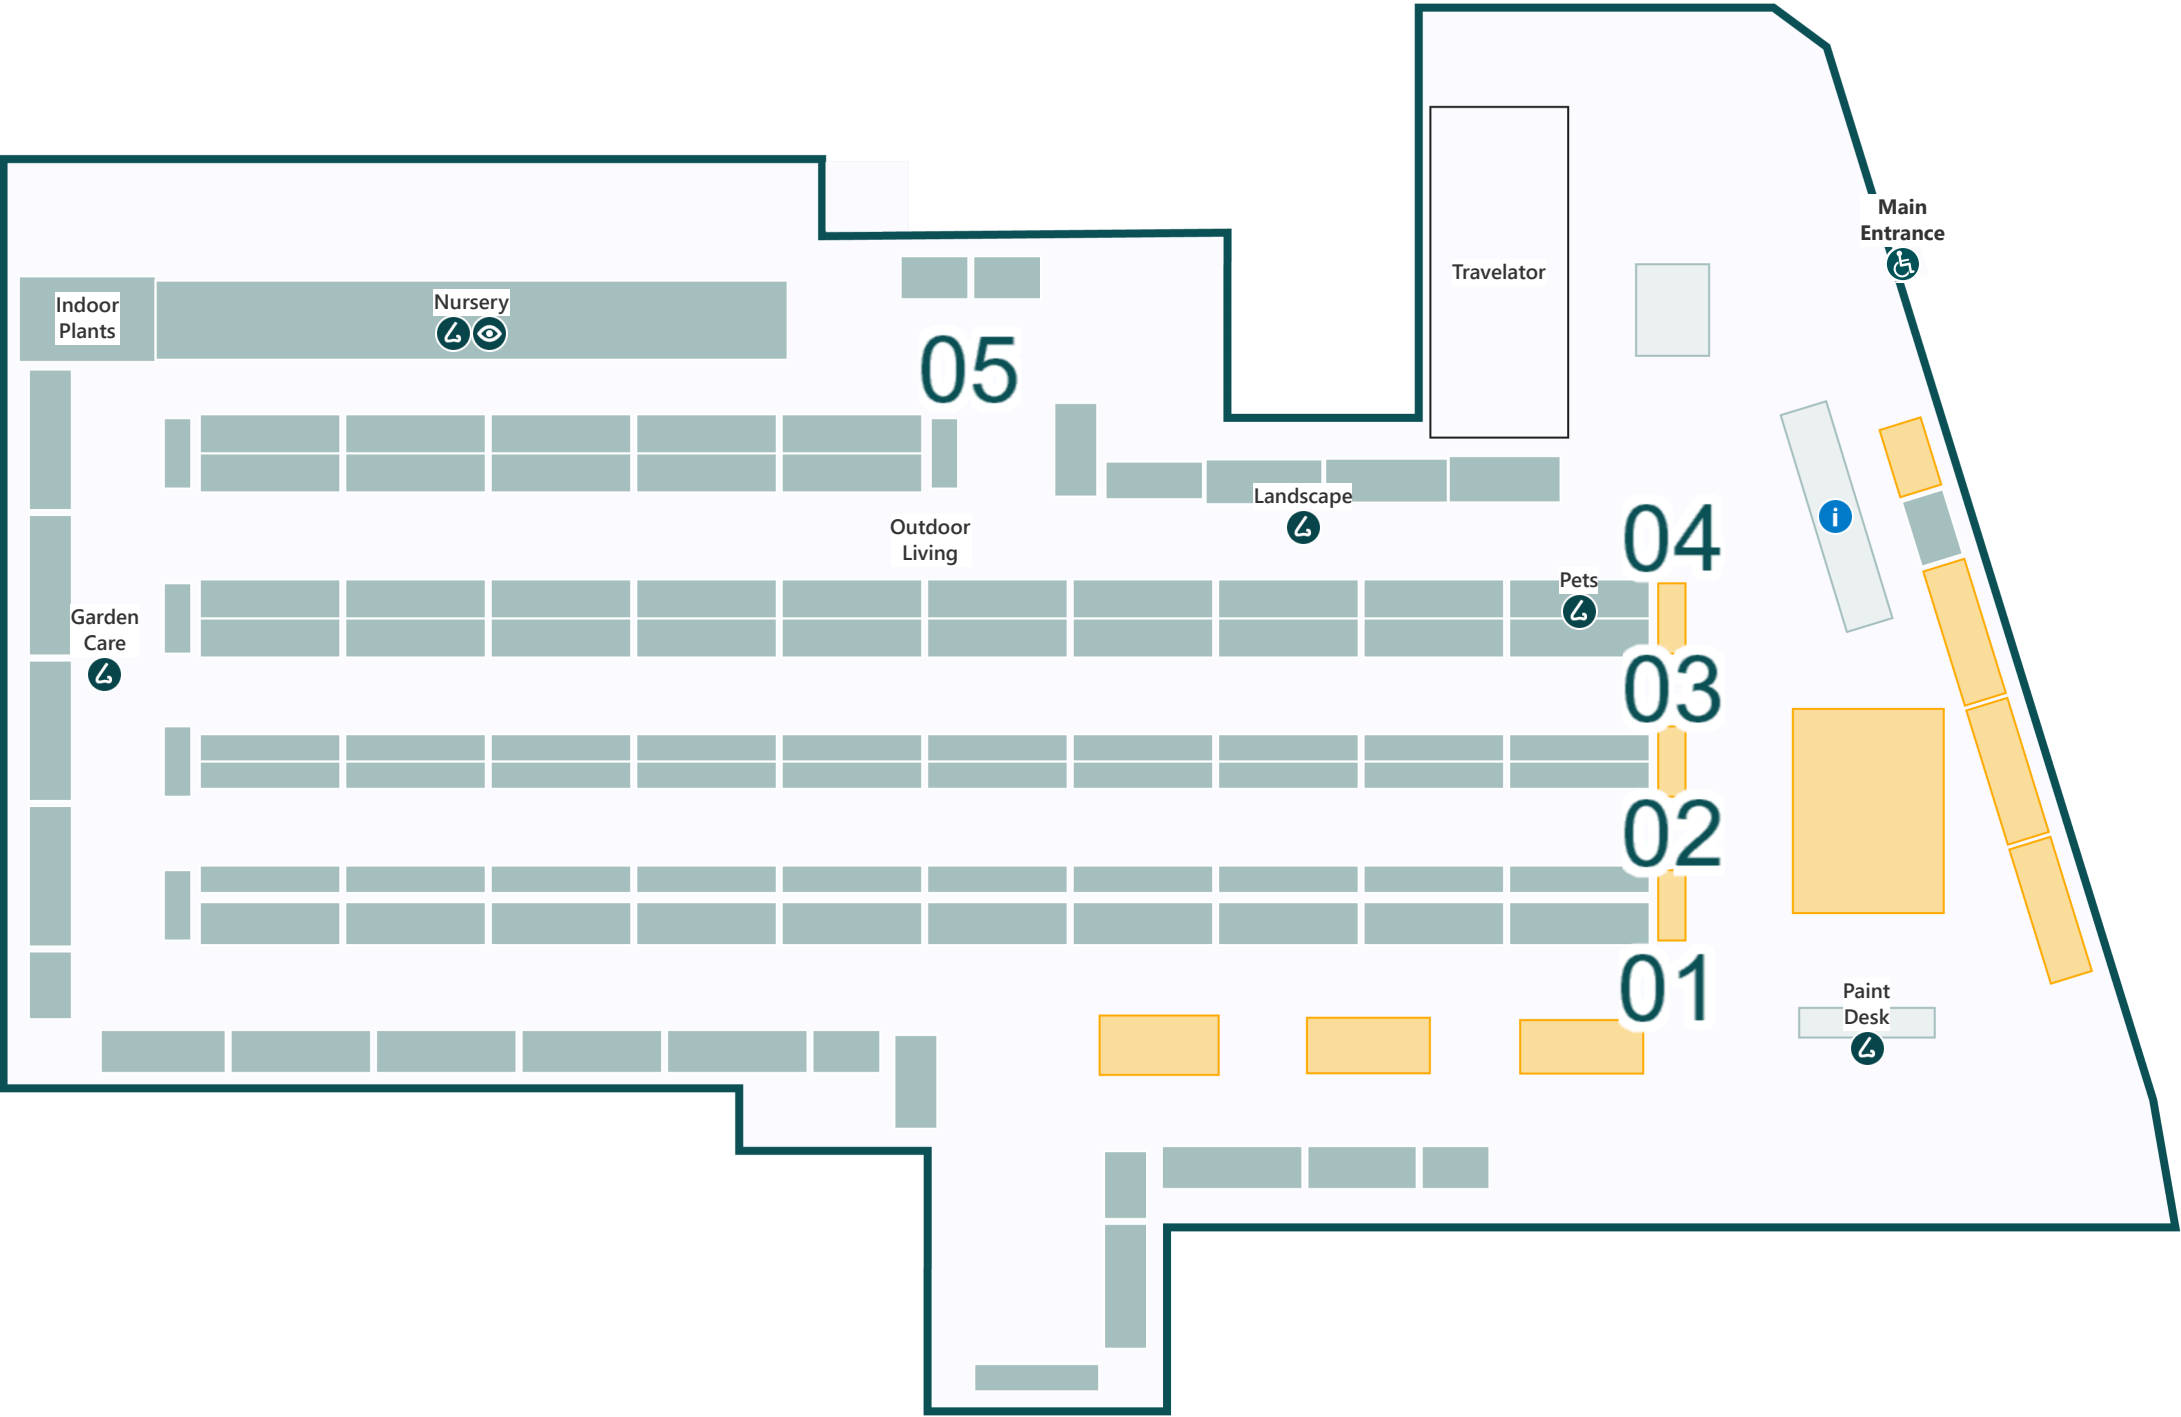 Main
Entrance
Travelator
Indoor
Plants
Nursery
05
Landscape
i
Outdoor
Living
04
Pets
Garden
Care
03
02
01
Paint
Desk